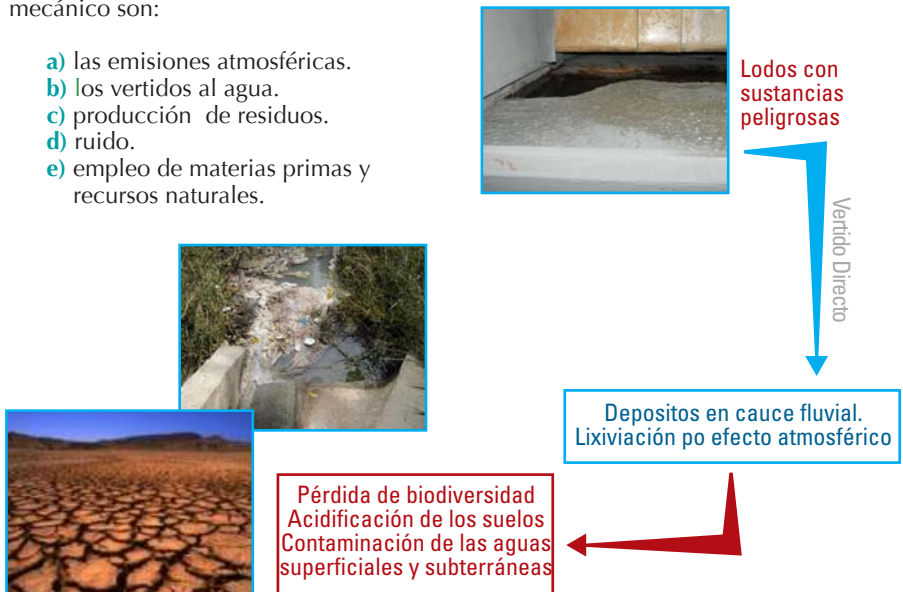 mecánico son:
a) las emisiones atmosféricas.
b) los vertidos al agua.
c) producción de residuos.
d) ruido.
e) empleo de materias primas y
recursos naturales.
Lodos con
sustancias
peligrosas
Vertido Directo
Depositos en cauce fluvial.
Lixiviación po efecto atmosférico
Pérdida de biodiversidad
Acidificación de los suelos
Contaminación de las aguas
superficiales y subterráneas